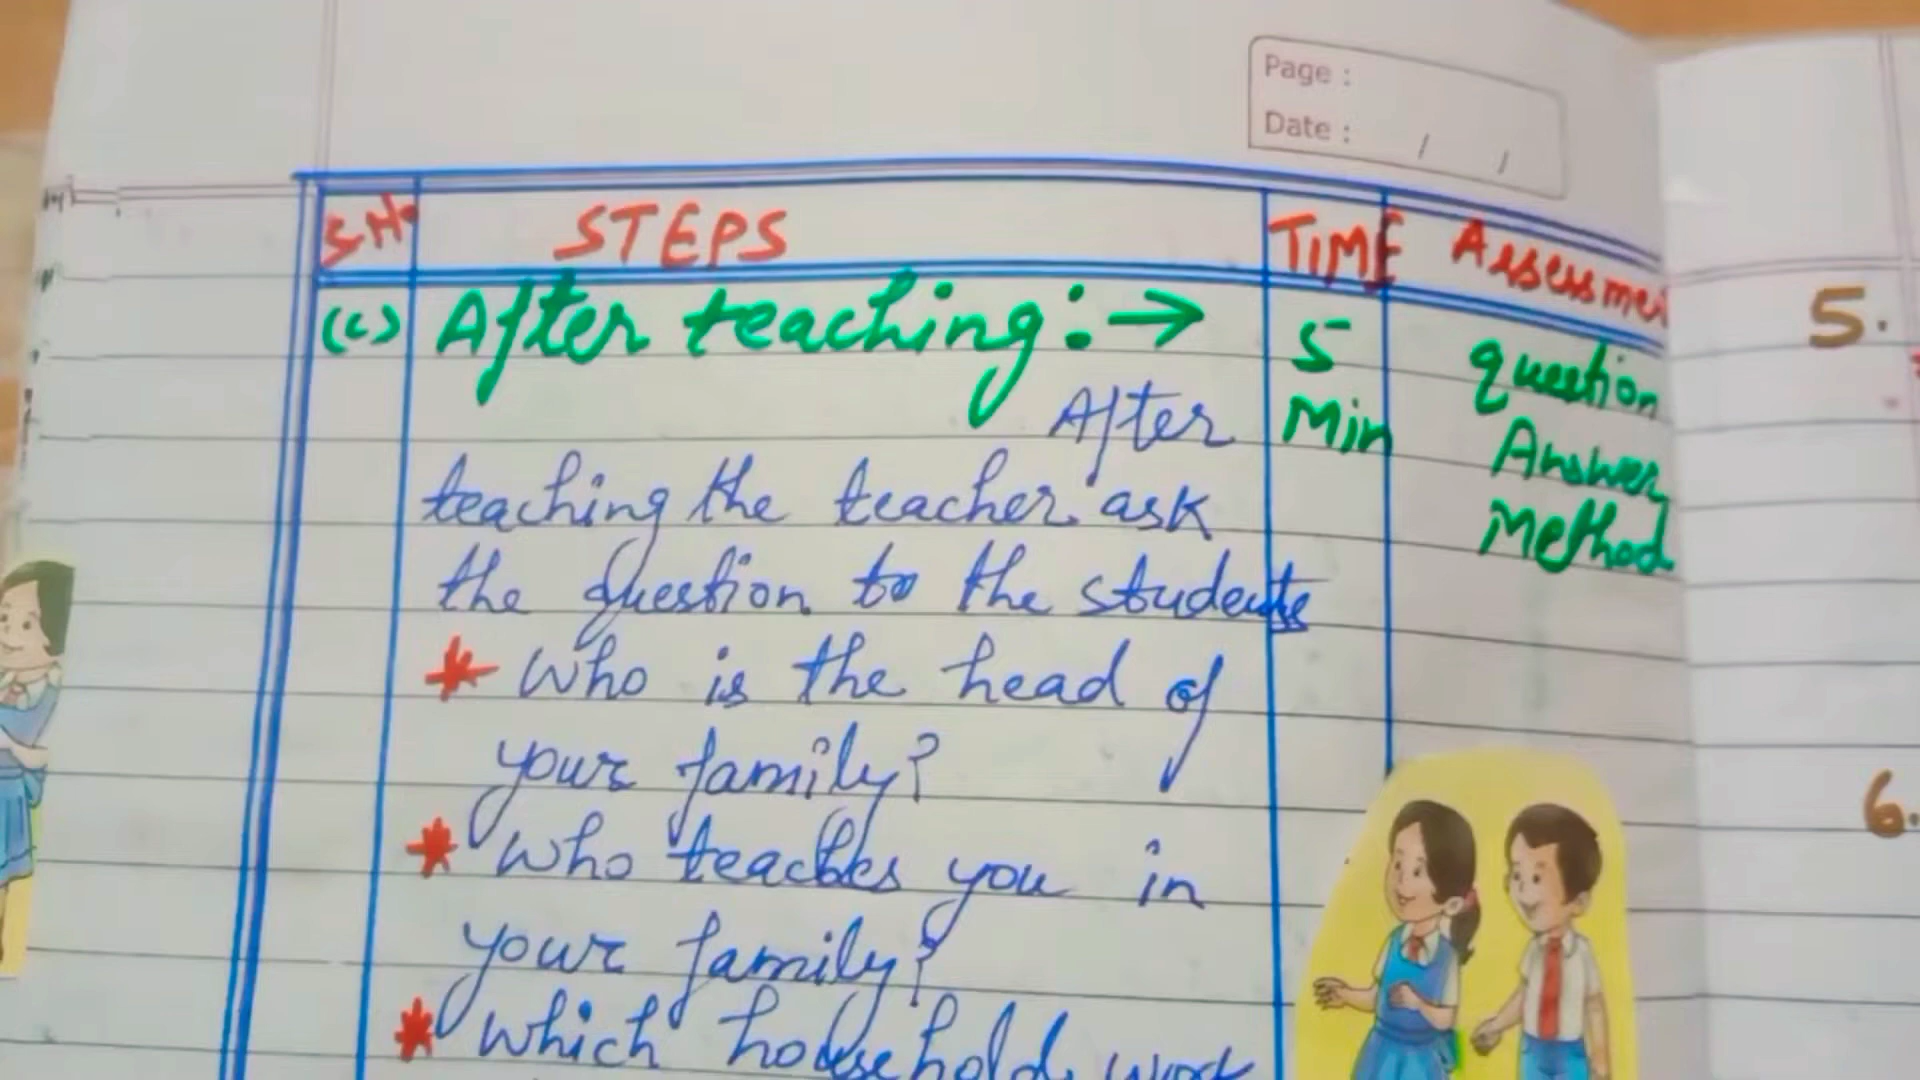 Page :
Date : / /
S.N. STEPS TIME Assessme
(c) After teaching :→ 5 question
After Min Answer
teaching the teacher ask Method
the question to the students
* Who is the head of
your family?
* Who teaches you in
your family?
* Which household work
5.
6.